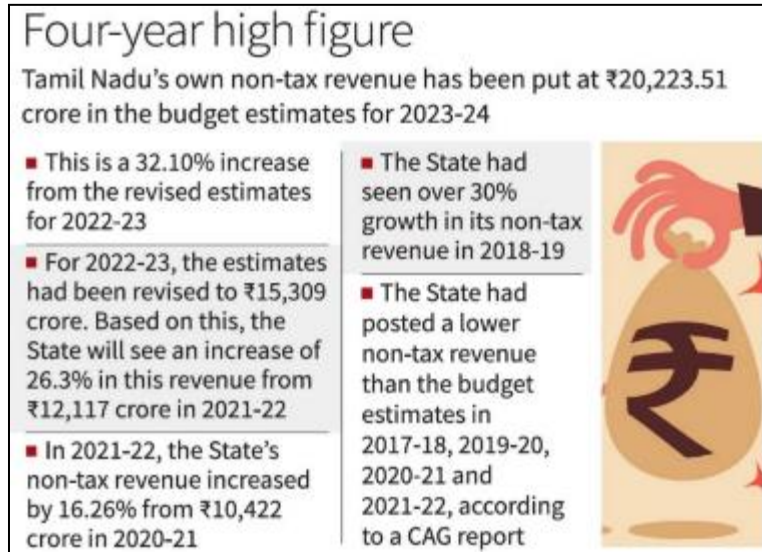 Four-year high figure
Tamil Nadu's own non-tax revenue has been put at ₹20,223.51
crore in the budget estimates for 2023-24
■ This is a 32.10% increase
from the revised estimates
for 2022-23
■ For 2022-23, the estimates
had been revised to ₹15,309
crore. Based on this, the
State will see an increase of
26.3% in this revenue from
₹12,117 crore in 2021-22
■ In 2021-22, the State's
non-tax revenue increased
by 16.26% from ₹10,422
crore in 2020-21
■ The State had
seen over 30%
growth in its non-tax
revenue in 2018-19
■ The State had
posted a lower
non-tax revenue
than the budget
estimates in
2017-18, 2019-20,
2020-21 and
2021-22, according
to a CAG report
₹